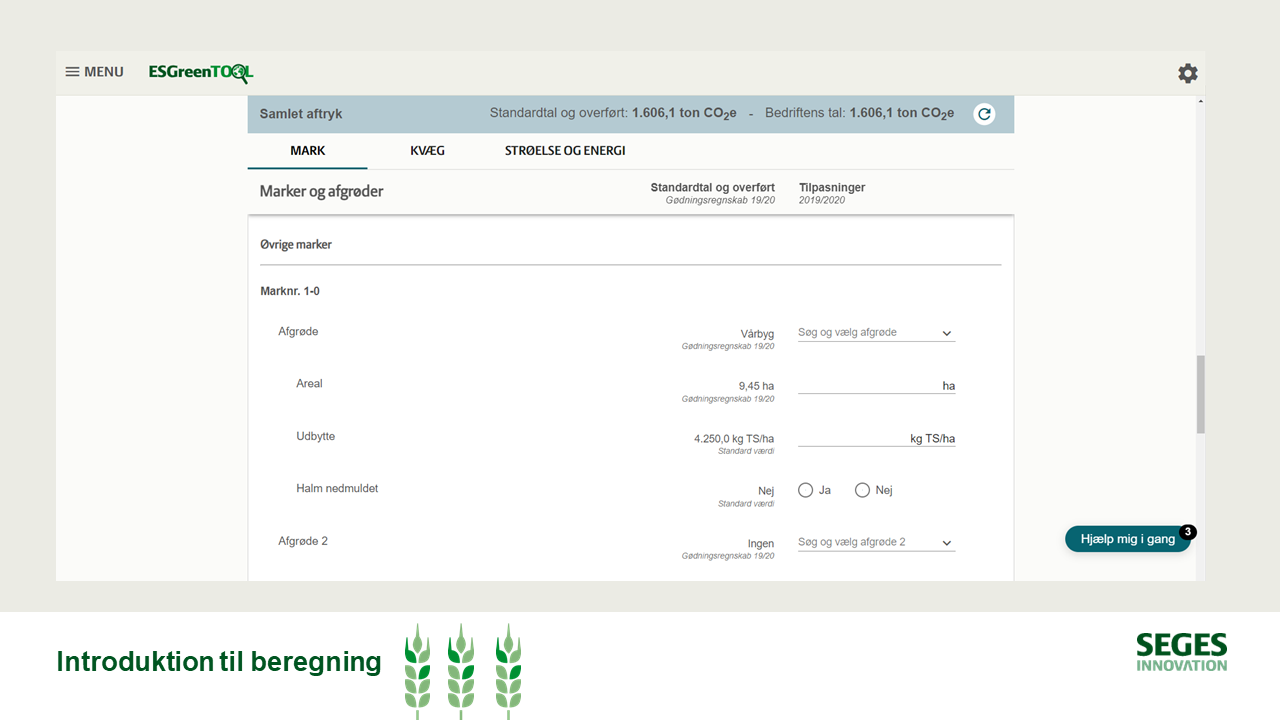 MENU ESGreenTOOL
Samlet aftryk Standardtal og overført: 1.606,1 ton CO2e - Bedriftens tal: 1.606,1 ton CO2e
MARK KVÆG STRØELSE OG ENERGI
Marker og afgrøder Standardtal og overført Tilpasninger
Gødningsregnskab 19/20 2019/2020
Øvrige marker
Marknr. 1-0
Afgrøde Vårbyg Søg og vælg afgrøde
Gødningsregnskab 19/20
Areal 9,45 ha ha
Gødningsregnskab 19/20
Udbytte 4.250,0 kg TS/ha kg TS/ha
Standard værdi
Halm nedmuldet Nej Ja Nej
Standard værdi
Afgrøde 2 Ingen Søg og vælg afgrøde 2
Gødningsregnskab 19/20
Hjælp mig i gang 3
Introduktion til beregning
SEGES
INNOVATION